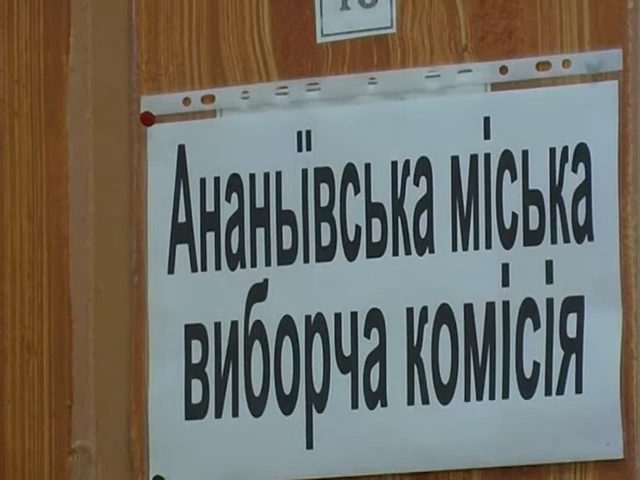 Ананьївська міська
виборча комісія